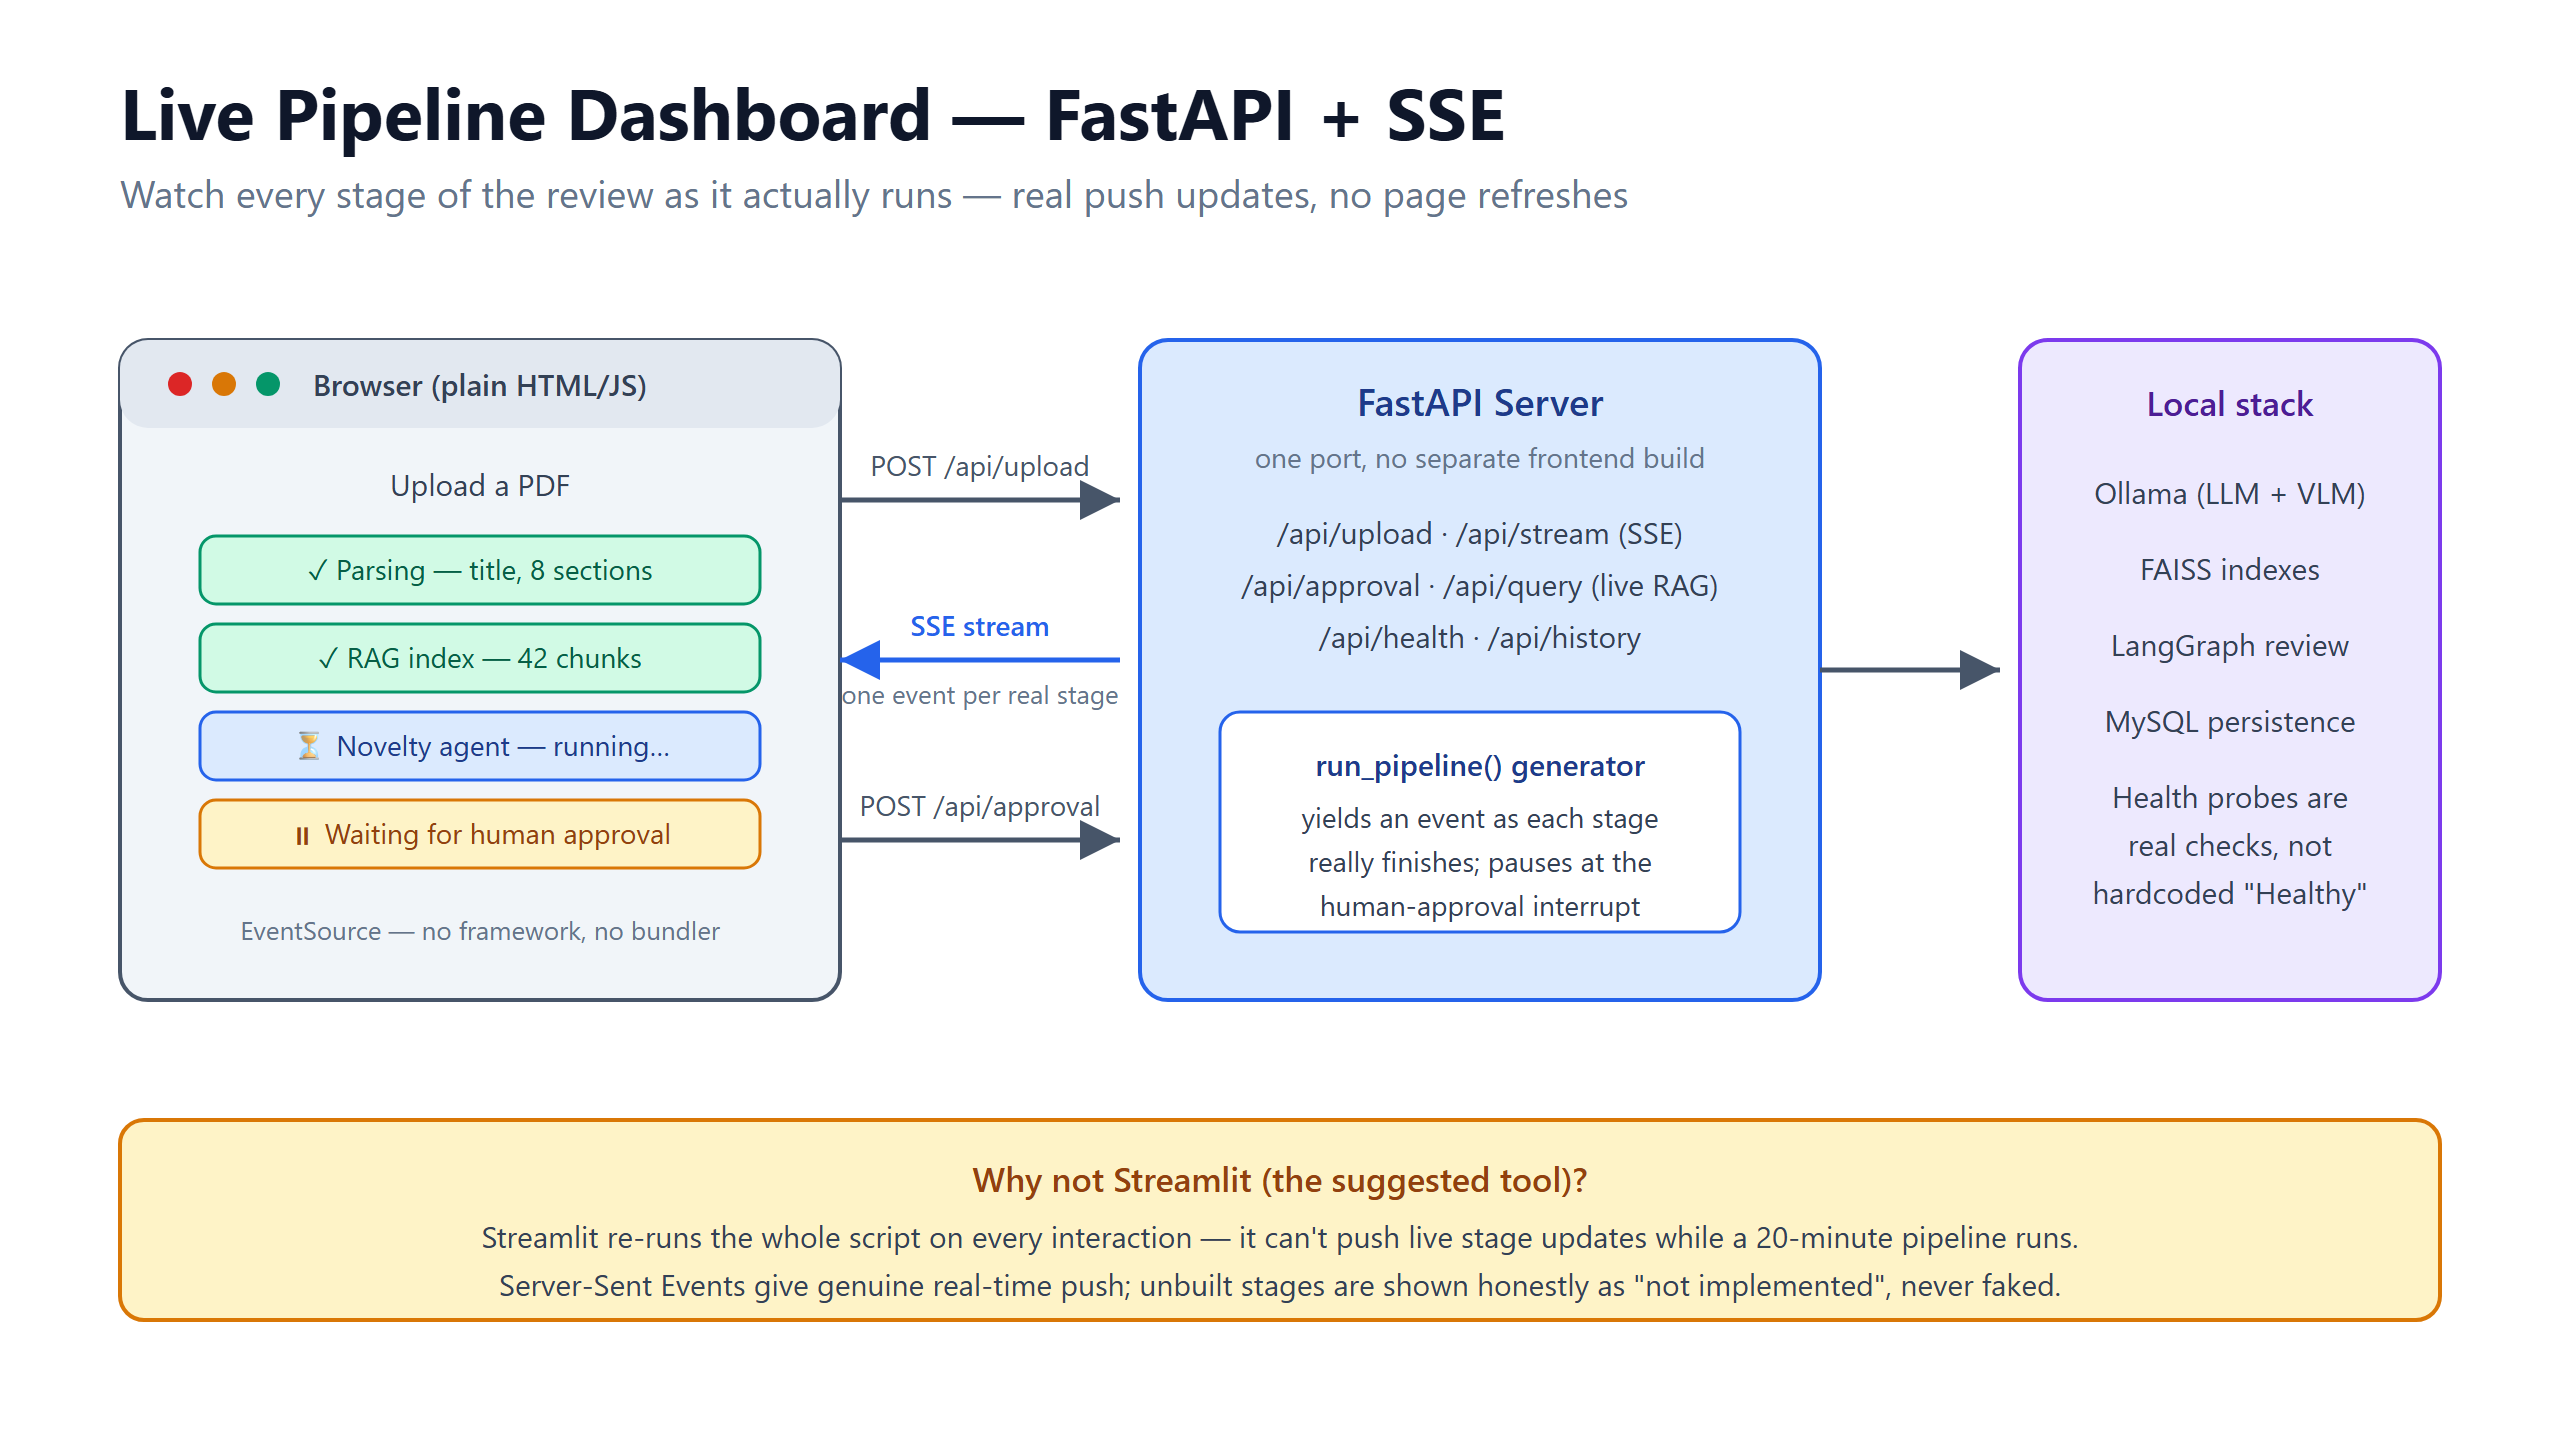 Live Pipeline Dashboard — FastAPI + SSE
Watch every stage of the review as it actually runs — real push updates, no page refreshes
Browser (plain HTML/JS)
Upload a PDF
✓ Parsing — title, 8 sections
✓ RAG index — 42 chunks
⏳ Novelty agent — running...
⏸ Waiting for human approval
EventSource — no framework, no bundler
POST /api/upload
SSE stream
one event per real stage
POST /api/approval
FastAPI Server
one port, no separate frontend build
/api/upload · /api/stream (SSE)
/api/approval · /api/query (live RAG)
/api/health · /api/history
run_pipeline() generator
yields an event as each stage
really finishes; pauses at the
human-approval interrupt
Local stack
Ollama (LLM + VLM)
FAISS indexes
LangGraph review
MySQL persistence
Health probes are
real checks, not
hardcoded "Healthy"
Why not Streamlit (the suggested tool)?
Streamlit re-runs the whole script on every interaction — it can't push live stage updates while a 20-minute pipeline runs.
Server-Sent Events give genuine real-time push; unbuilt stages are shown honestly as "not implemented", never faked.